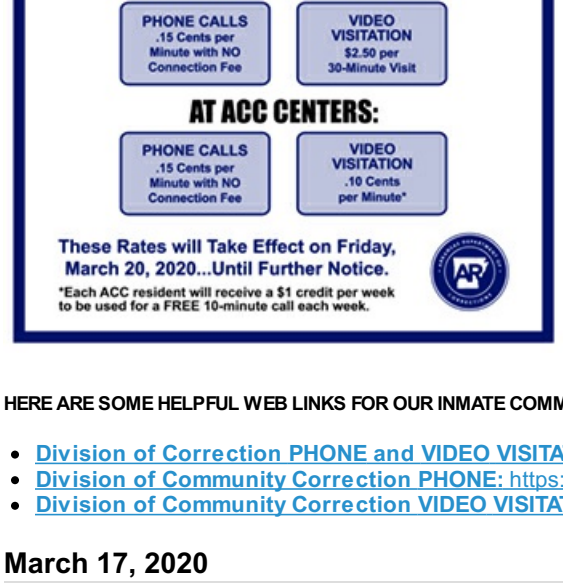 PHONE CALLS
.15 Cents per
Minute with NO
Connection Fee
VIDEO
VISITATION
$2.50 per
30-Minute Visit
AT ACC CENTERS:
PHONE CALLS
.15 Cents per
Minute with NO
Connection Fee
VIDEO
VISITATION
.10 Cents
per Minute*
These Rates will Take Effect on Friday,
March 20, 2020...Until Further Notice.
*Each ACC resident will receive a $1 credit per week
to be used for a FREE 10-minute call each week.
ARKANSAS DEPARTMENT OF
AR
CORRECTIONS
HERE ARE SOME HELPFUL WEB LINKS FOR OUR INMATE COMM
• Division of Correction PHONE and VIDEO VISITA
• Division of Community Correction PHONE: https:
• Division of Community Correction VIDEO VISITA
March 17, 2020